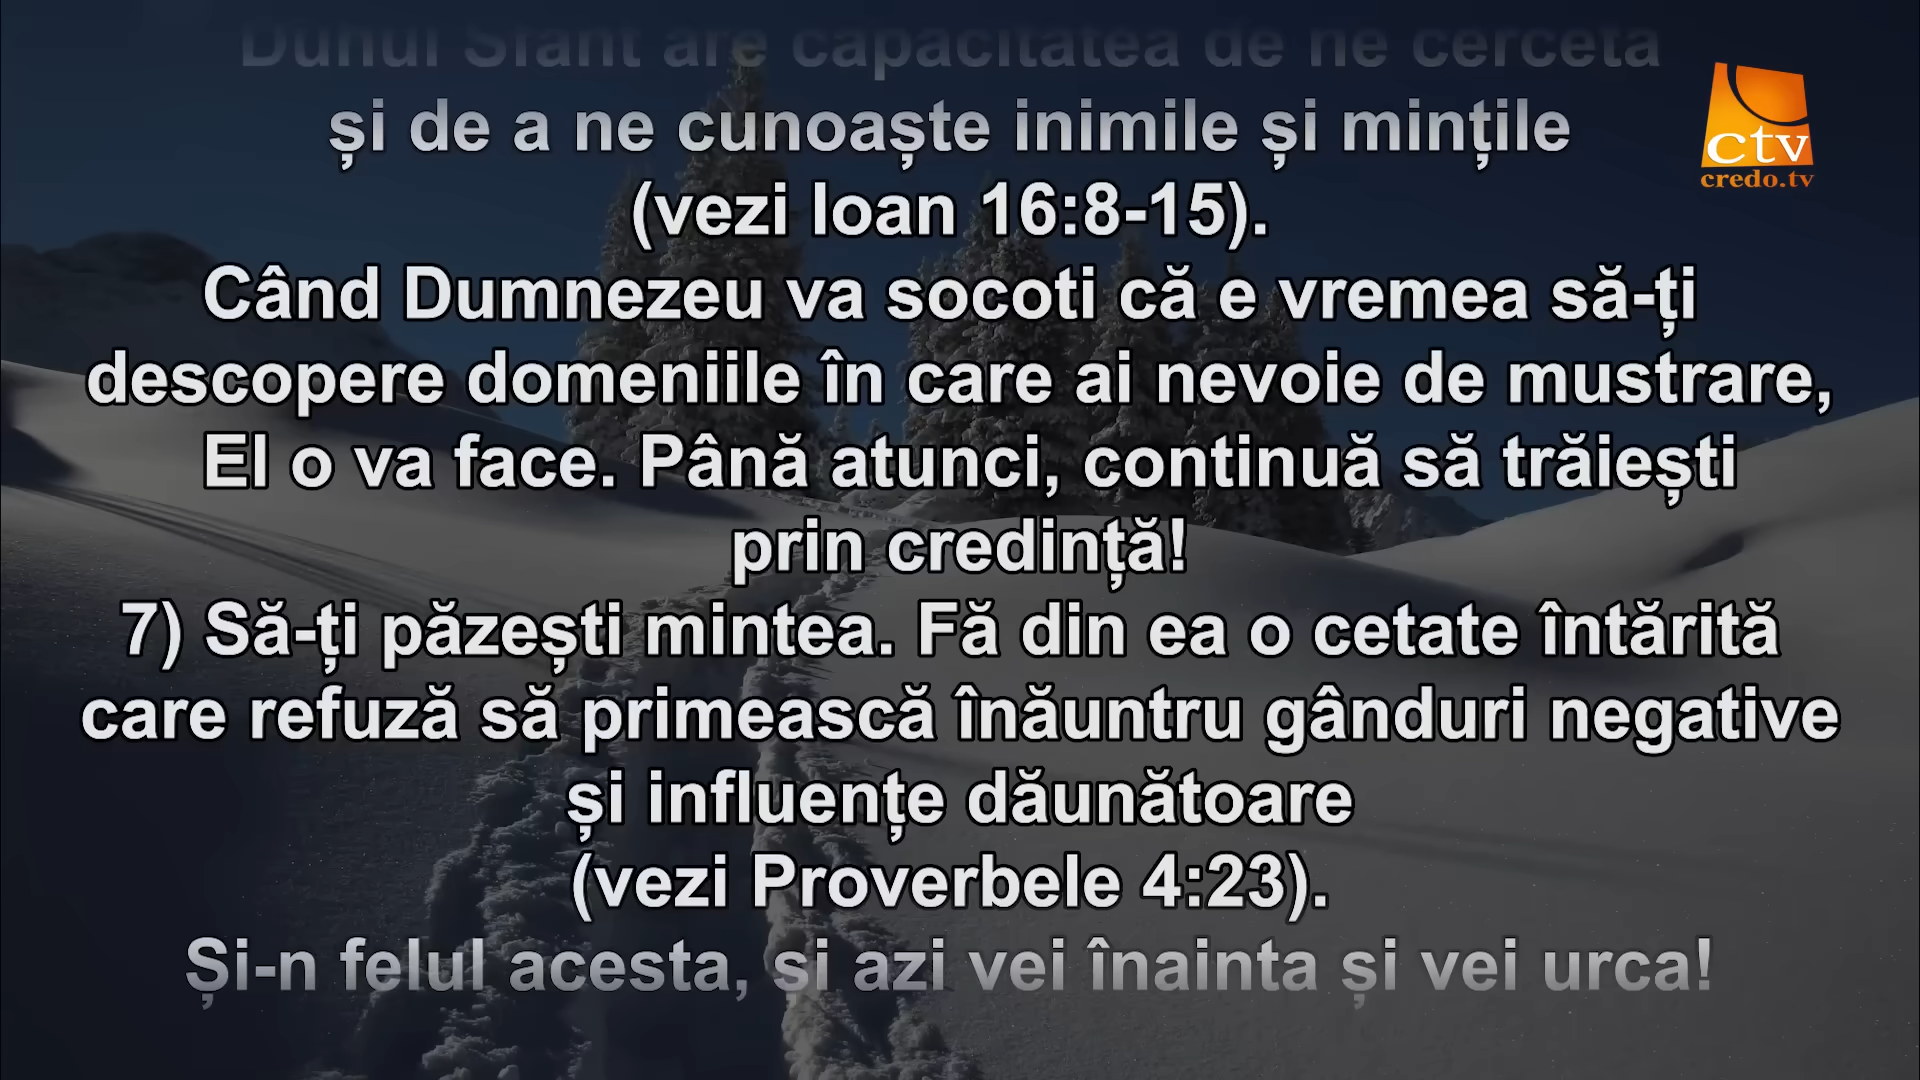 Duhul Sfânt are capacitatea de ne cerceta
și de a ne cunoaște inimile și mințile
(vezi Ioan 16:8-15).
Când Dumnezeu va socoti că e vremea să-ți
descopere domeniile în care ai nevoie de mustrare,
El o va face. Până atunci, continuă să trăiești
prin credință!
7) Să-ți păzești mintea. Fă din ea o cetate întărită
care refuză să primească înăuntru gânduri negative
și influențe dăunătoare
(vezi Proverbele 4:23).
Și-n felul acesta, și azi vei înainta și vei urca!
ctv
credo.tv